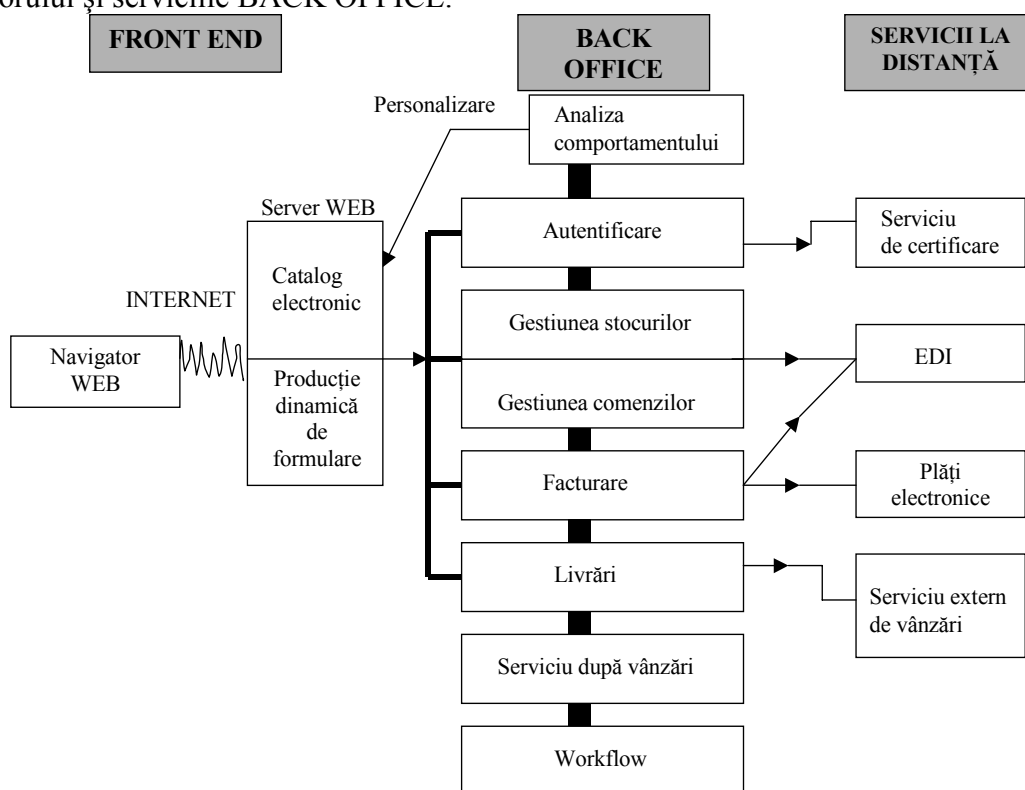 BACK OFFICE.
FRONT END
BACK
OFFICE
SERVICII LA
DISTANȚĂ
Personalizare
Analiza
comportamentului
Server WEB
Autentificare
Serviciu
de certificare
Catalog
electronic
INTERNET
Gestiunea stocurilor
Navigator
WEB
EDI
Producție
dinamică
de
formulare
Gestiunea comenzilor
Facturare
Plăți
electronice
Livrări
Serviciu extern
de vânzări
Serviciu după vânzări
Workflow